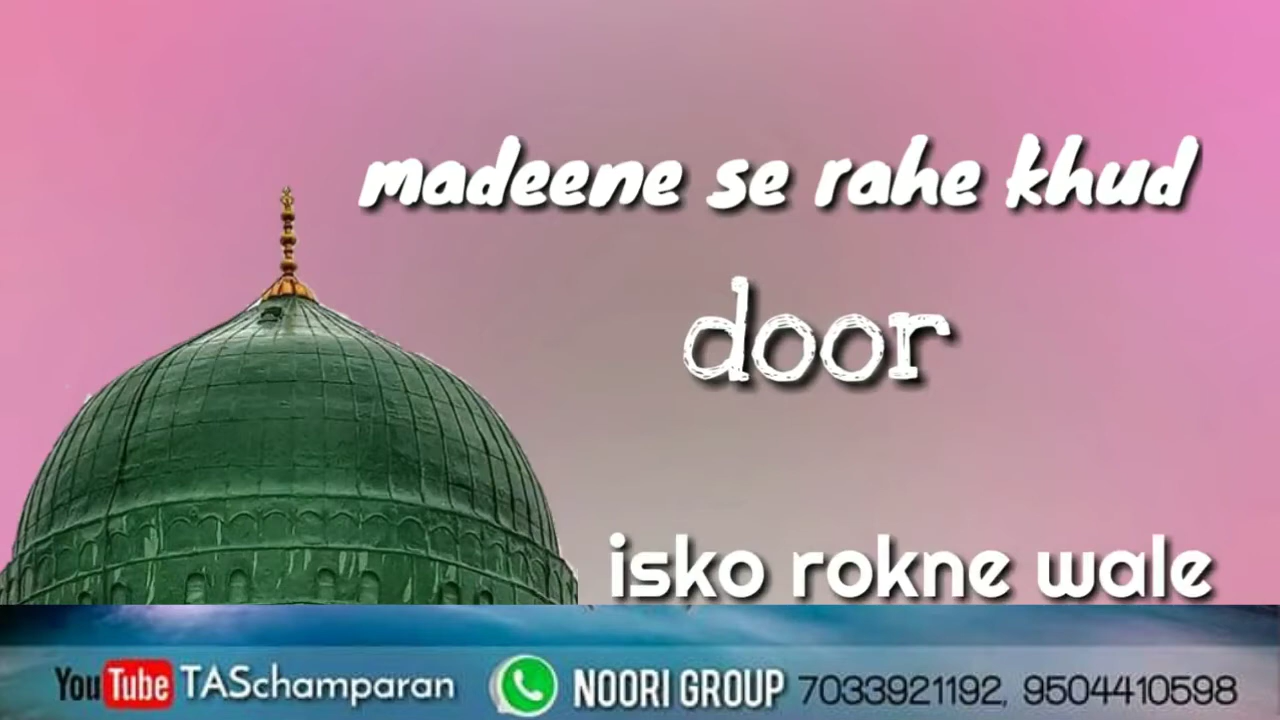 madeene se rahe khud
door
isko rokne wale
YouTube TASchamparan NOORI GROUP 7033921192, 9504410598